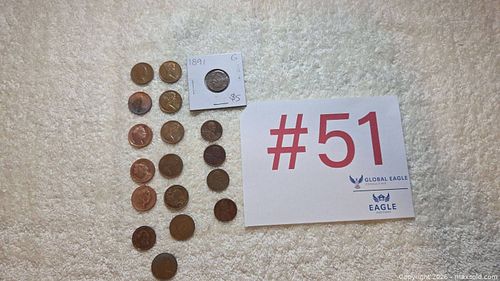 1891 G
$5
#51
GLOBAL EAGLE
EAGLE
Copyright 2026 - maxsold.com